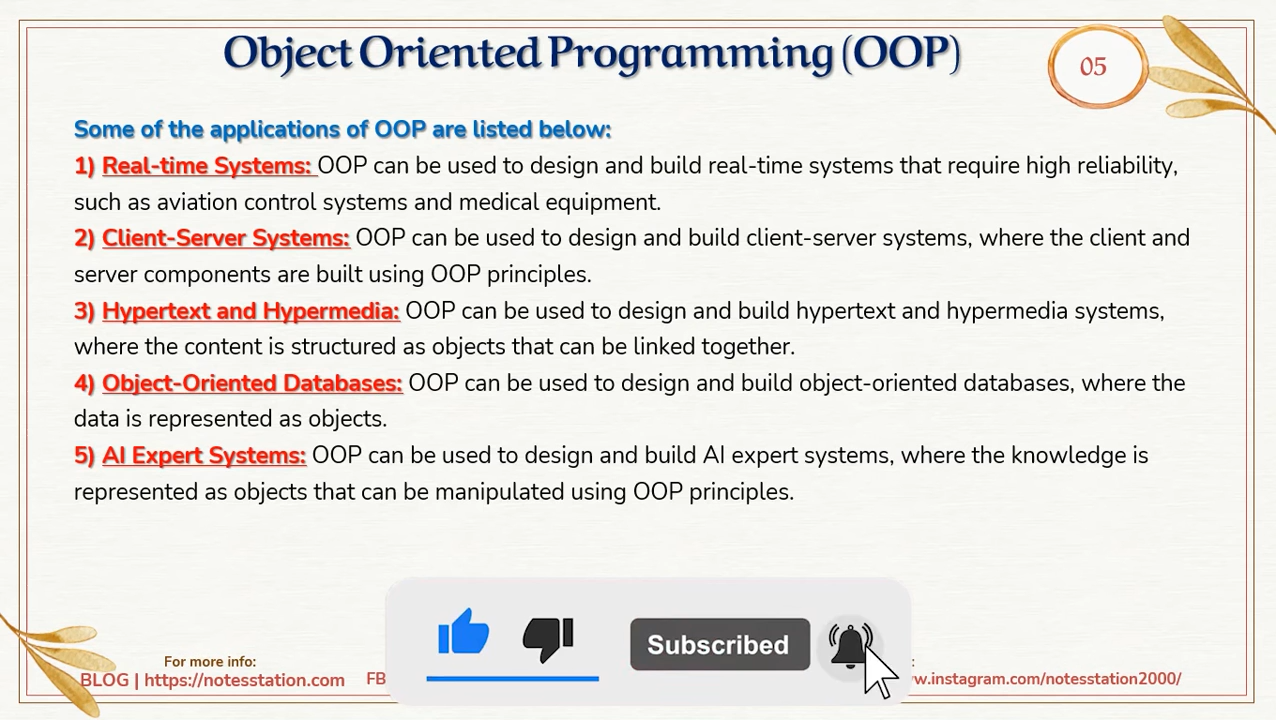 Object Oriented Programming (OOP)
05
Some of the applications of OOP are listed below:
1) Real-time Systems: OOP can be used to design and build real-time systems that require high reliability,
such as aviation control systems and medical equipment.
2) Client-Server Systems: OOP can be used to design and build client-server systems, where the client and
server components are built using OOP principles.
3) Hypertext and Hypermedia: OOP can be used to design and build hypertext and hypermedia systems,
where the content is structured as objects that can be linked together.
4) Object-Oriented Databases: OOP can be used to design and build object-oriented databases, where the
data is represented as objects.
5) AI Expert Systems: OOP can be used to design and build AI expert systems, where the knowledge is
represented as objects that can be manipulated using OOP principles.
Subscribed
For more info:
BLOG | https://notesstation.com FB
.instagram.com/notesstation2000/